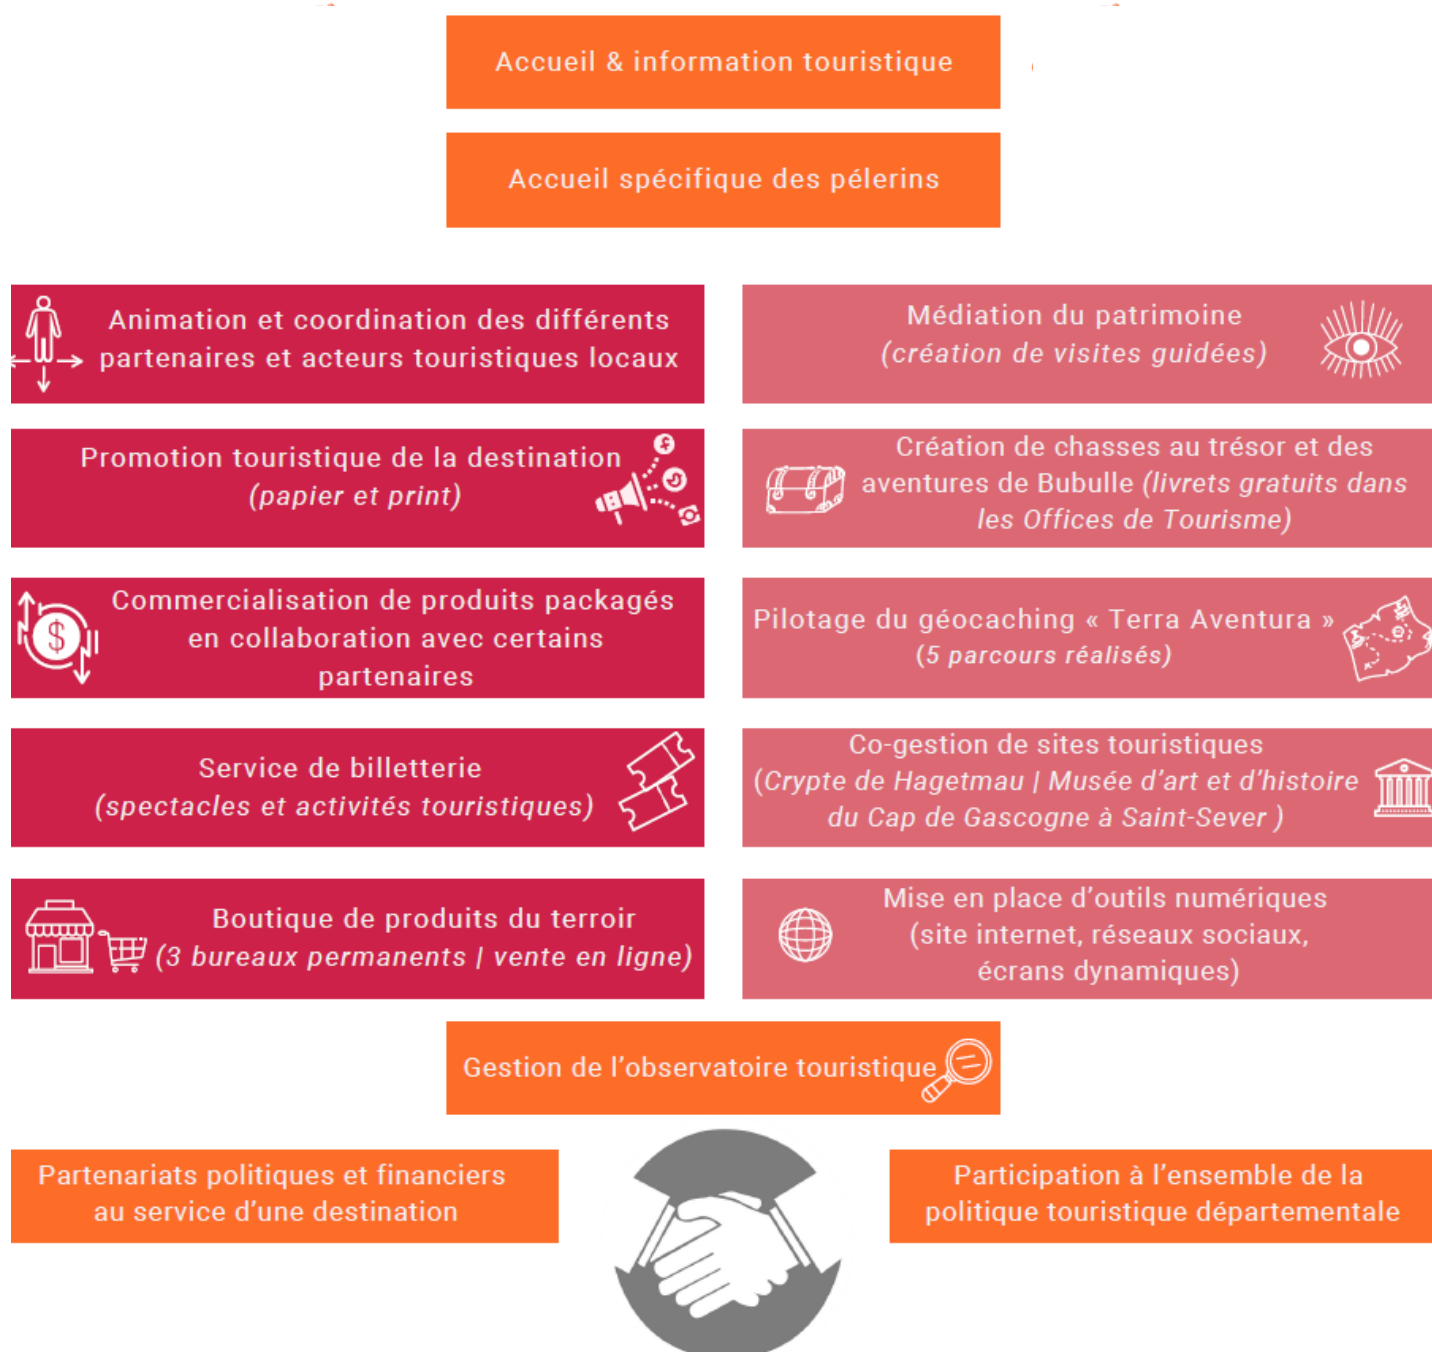 Accueil & information touristique
Accueil spécifique des pélerins
Animation et coordination des différents
partenaires et acteurs touristiques locaux
Médiation du patrimoine
(création de visites guidées)
Promotion touristique de la destination
(papier et print)
Création de chasses au trésor et des
aventures de Bubulle (livrets gratuits dans
les Offices de Tourisme)
Commercialisation de produits packagés
en collaboration avec certains
partenaires
Pilotage du géocaching « Terra Aventura »
(5 parcours réalisés)
Service de billetterie
(spectacles et activités touristiques)
Co-gestion de sites touristiques
(Crypte de Hagetmau | Musée d'art et d'histoire
du Cap de Gascogne à Saint-Sever )
Boutique de produits du terroir
(3 bureaux permanents | vente en ligne)
Mise en place d'outils numériques
(site internet, réseaux sociaux,
écrans dynamiques)
Gestion de l'observatoire touristique
Partenariats politiques et financiers
au service d'une destination
Participation à l'ensemble de la
politique touristique départementale